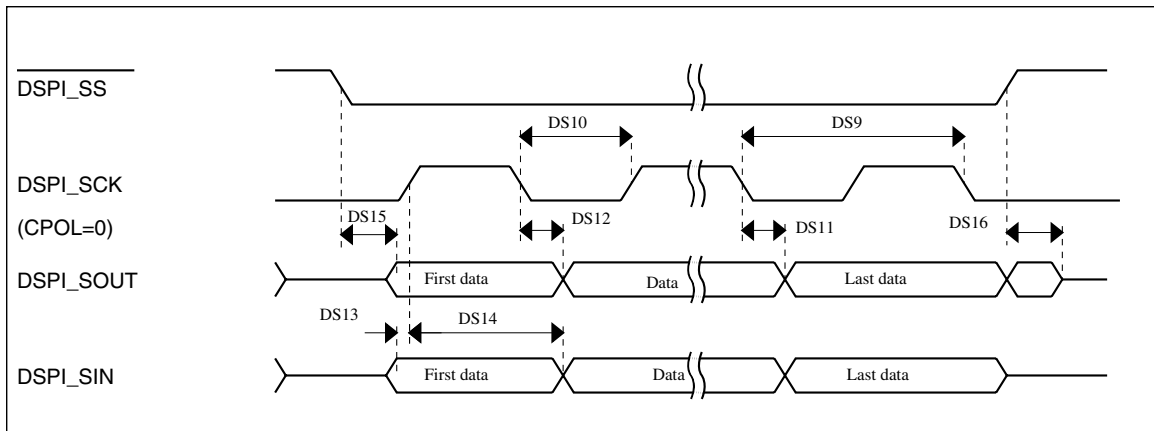 DSPI_SS
DS10
DS9
DSPI_SCK
(CPOL=0)
DS15
DS12
DS11
DS16
DSPI_SOUT
First data
Data
Last data
DS13
DS14
DSPI_SIN
First data
Data
Last data